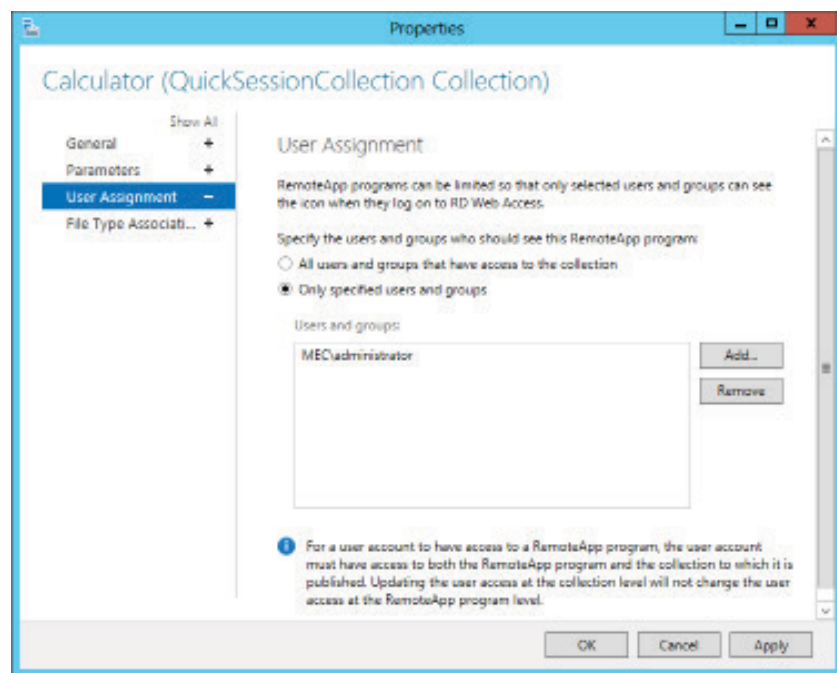 Properties
Calculator (QuickSessionCollection Collection)
Show All
General +
Parameters +
User Assignment –
File Type Associati... +
User Assignment
RemoteApp programs can be limited so that only selected users and groups can see
the icon when they log on to RD Web Access.
Specify the users and groups who should see this RemoteApp program:
All users and groups that have access to the collection
Only specified users and groups
Users and groups:
MEC\administrator
Add...
Remove
For a user account to have access to a RemoteApp program, the user account
must have access to both the RemoteApp program and the collection to which it is
published. Updating the user access at the collection level will not change the user
access at the RemoteApp program level.
OK Cancel Apply